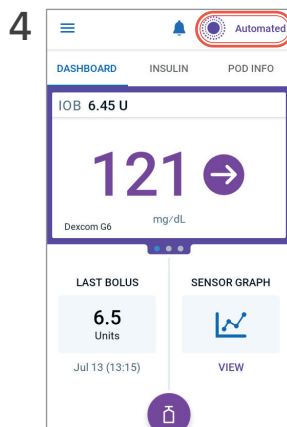 4
Automated
DASHBOARD INSULIN POD INFO
IOB 6.45 U
121
mg/dL
Dexcom G6
LAST BOLUS SENSOR GRAPH
6.5
Units
Jul 13 (13:15) VIEW